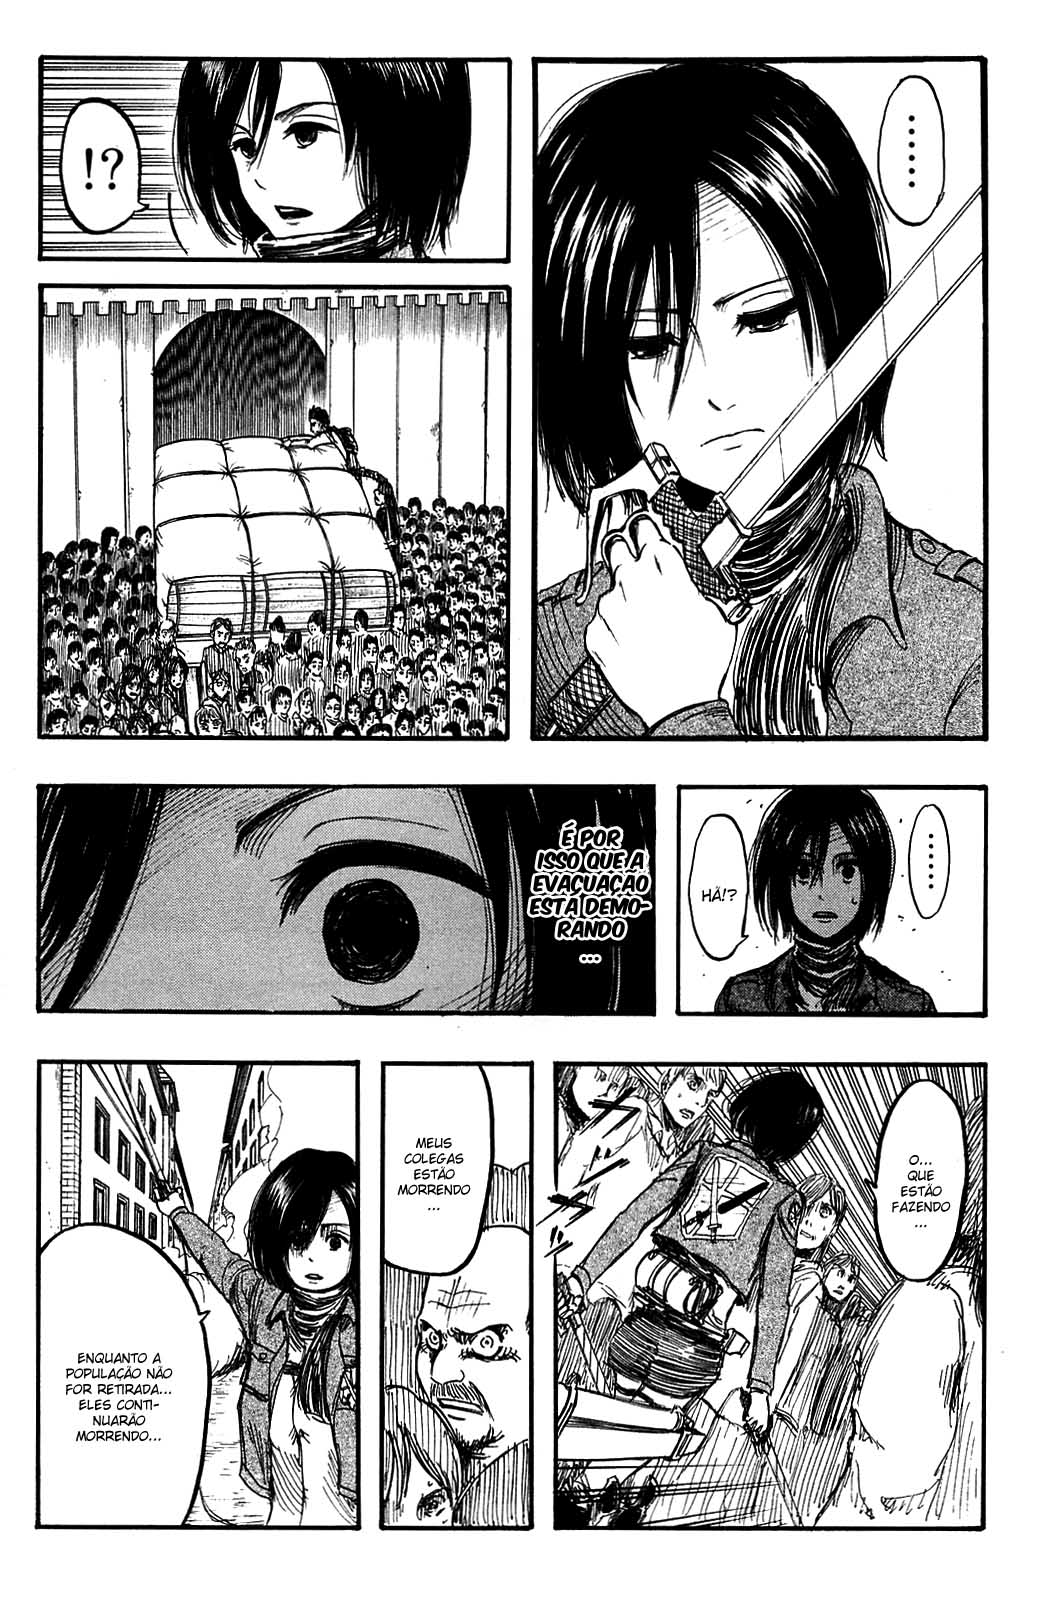 ......
!?
......
HÃ!?
É POR
ISSO QUE A
EVACUAÇÃO
ESTÁ DEMO-
RANDO
...
O...
QUE
ESTÃO
FAZENDO
...
MEUS
COLEGAS
ESTÃO
MORRENDO
...
ENQUANTO A
POPULAÇÃO NÃO
FOR RETIRADA...
ELES CONTI-
NUARÃO
MORRENDO...